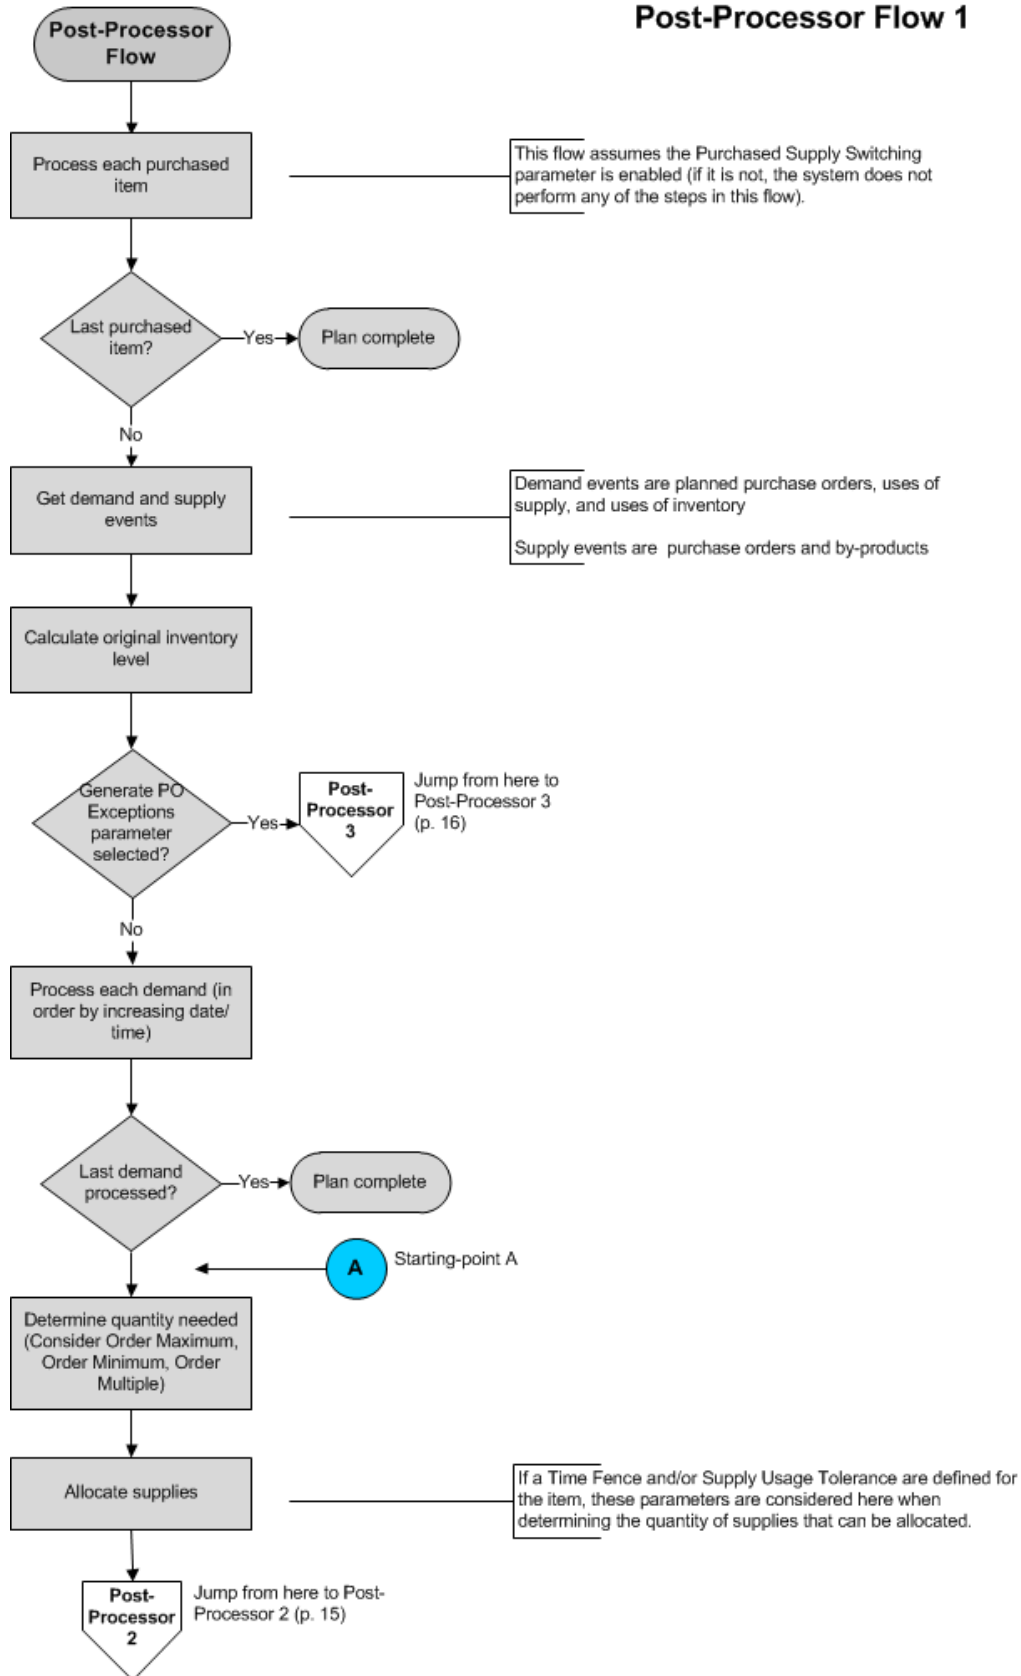 Post-Processor Flow 1
Post-Processor
Flow
Process each purchased
item
This flow assumes the Purchased Supply Switching
parameter is enabled (if it is not, the system does not
perform any of the steps in this flow).
Last purchased
item?
Yes
Plan complete
No
Get demand and supply
events
Demand events are planned purchase orders, uses of
supply, and uses of inventory
Supply events are purchase orders and by-products
Calculate original inventory
level
Generate PO
Exceptions
parameter
selected?
Yes
Post-
Processor
3
Jump from here to
Post-Processor 3
(p. 16)
No
Process each demand (in
order by increasing date/
time)
Last demand
processed?
Yes
Plan complete
A
Starting-point A
Determine quantity needed
(Consider Order Maximum,
Order Minimum, Order
Multiple)
Allocate supplies
If a Time Fence and/or Supply Usage Tolerance are defined for
the item, these parameters are considered here when
determining the quantity of supplies that can be allocated.
Post-
Processor
2
Jump from here to Post-
Processor 2 (p. 15)